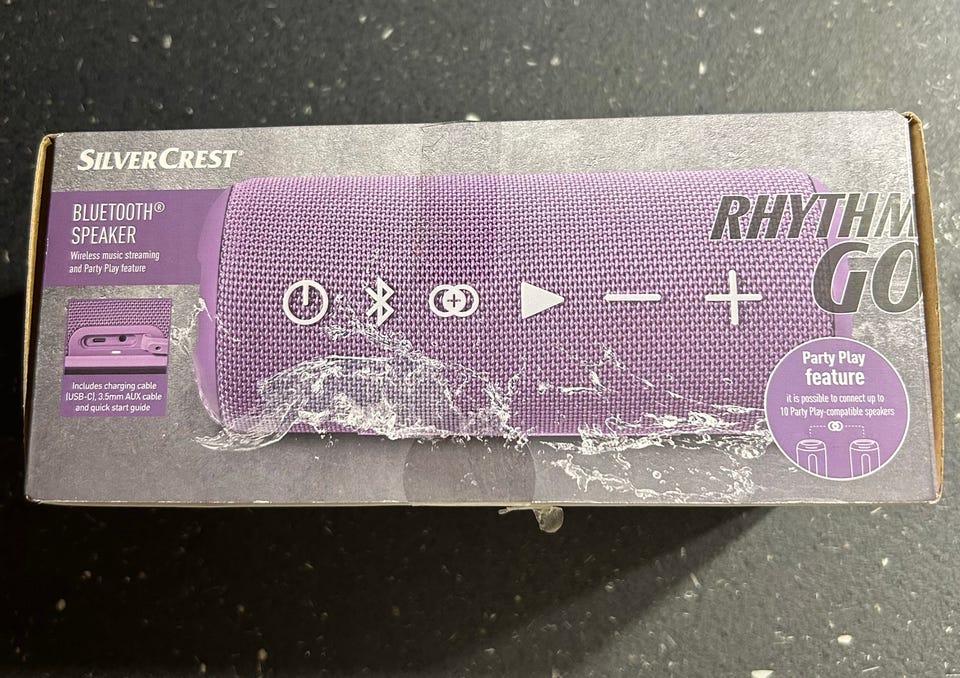 SILVERCREST®
BLUETOOTH®
SPEAKER
Wireless music streaming
and Party Play feature
RHYTHM
GO
Includes charging cable
(USB-C), 3.5mm AUX cable
and quick start guide
Party Play
feature
it is possible to connect up to
10 Party Play-compatible speakers